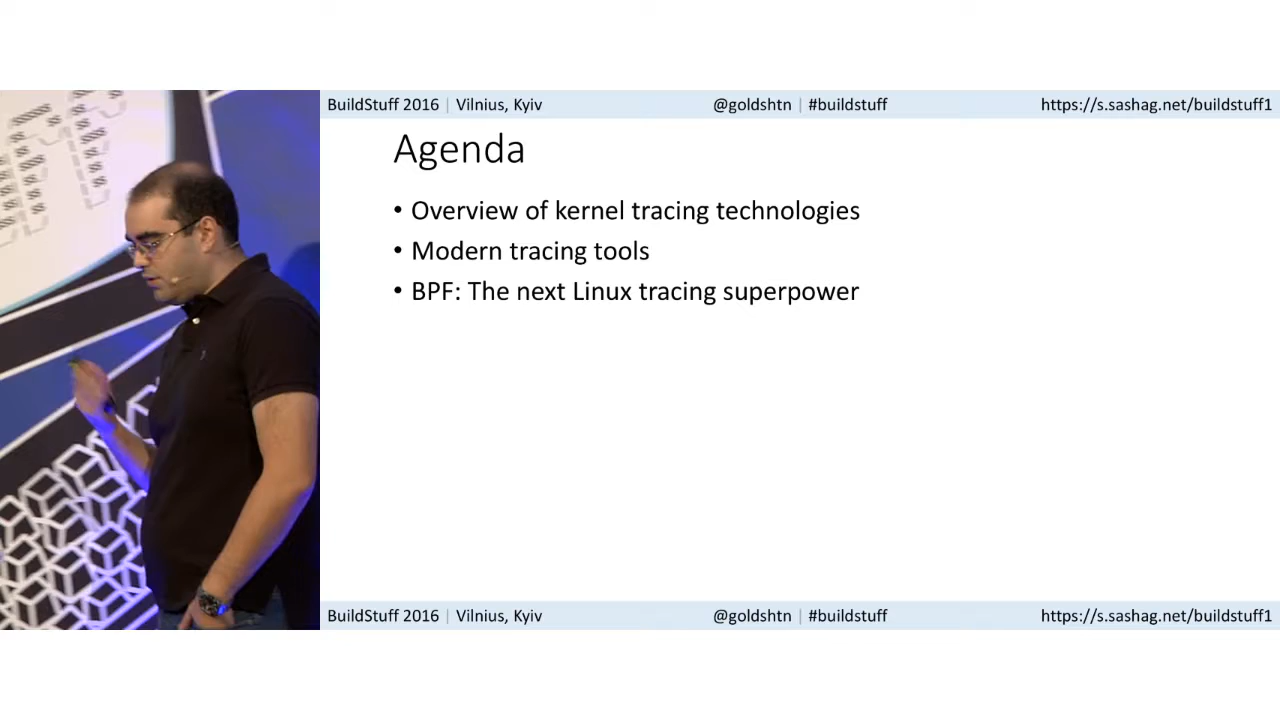 BuildStuff 2016 | Vilnius, Kyiv @goldshtn | #buildstuff https://s.sashag.net/buildstuff1
Agenda
• Overview of kernel tracing technologies
• Modern tracing tools
• BPF: The next Linux tracing superpower
BuildStuff 2016 | Vilnius, Kyiv @goldshtn | #buildstuff https://s.sashag.net/buildstuff1